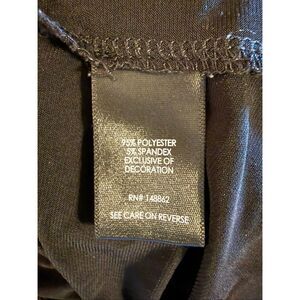 95% POLYESTER
5% SPANDEX
EXCLUSIVE OF
DECORATION
RN# 148862
SEE CARE ON REVERSE